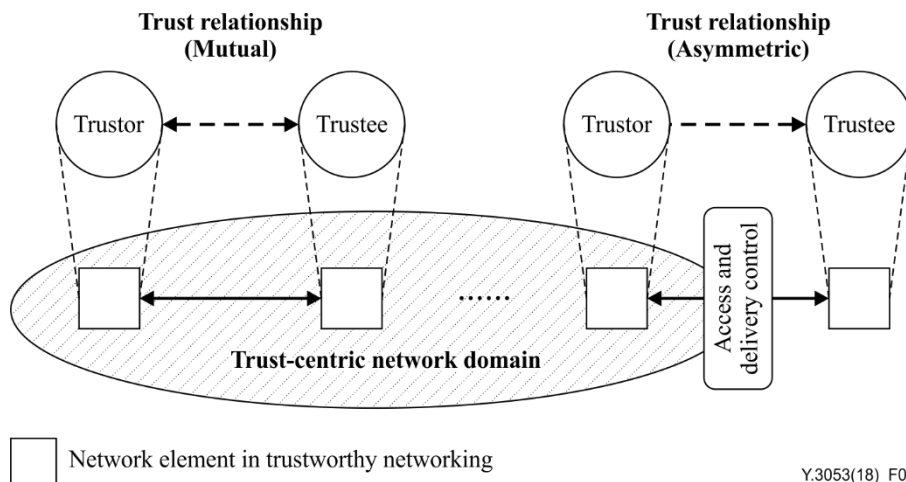 Trust relationship
(Mutual)
Trust relationship
(Asymmetric)
Trustor
Trustee
Trustor
Trustee
Access and
delivery control
......
Trust-centric network domain
Network element in trustworthy networking
Y.3053(18)_F0